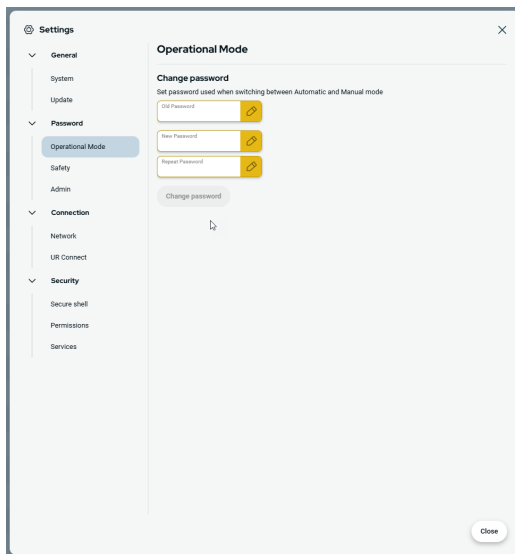 Settings
General
System
Update
Password
Operational Mode
Safety
Admin
Connection
Network
UR Connect
Security
Secure shell
Permissions
Services
Operational Mode
Change password
Set password used when switching between Automatic and Manual mode
Old Password
New Password
Repeat Password
Change password
Close